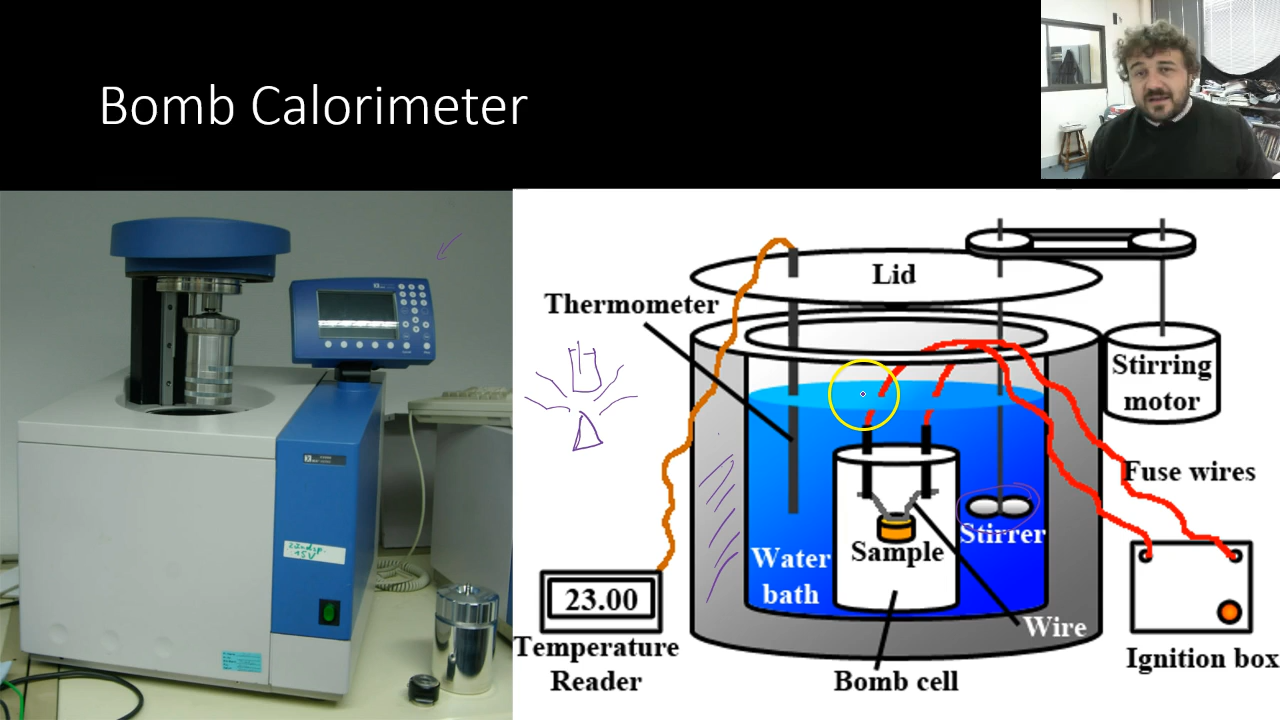 Bomb Calorimeter
Lid
Thermometer
Stirring
motor
Fuse wires
Stirrer
Sample
Water
bath
23.00
Wire
Temperature
Reader
Bomb cell
Ignition box
15V